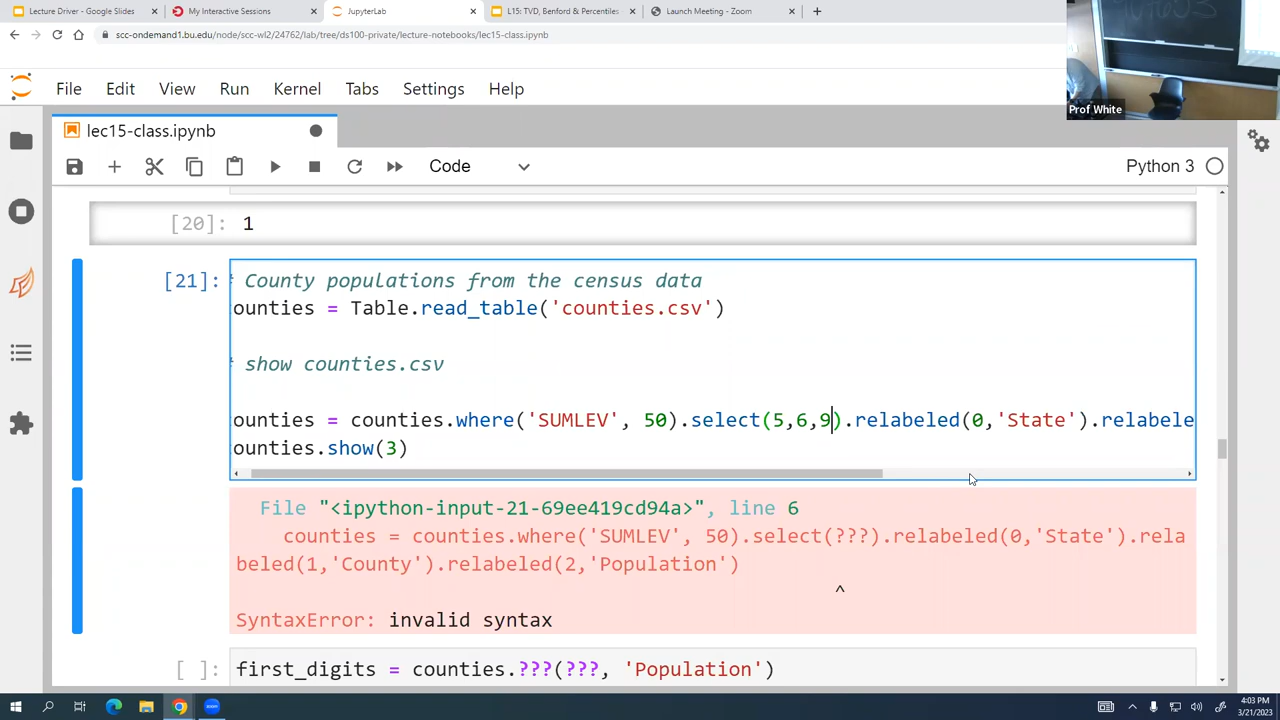 Lecture Driver - Google Slides
My Interactive Sessions
JupyterLab
L15: TVD, Benford & Percentiles
Launch Meeting - Zoom
scc-ondemand1.bu.edu/node/scc-wl2/24762/lab/tree/ds100-private/lecture-notebooks/lec15-class.ipynb
Prof White
File Edit View Run Kernel Tabs Settings Help
lec15-class.ipynb
Code
Python 3
[20]: 1
[21]: County populations from the census data
ounties = Table.read_table('counties.csv')
show counties.csv
ounties = counties.where('SUMLEV', 50).select(5,6,9).relabeled(0,'State').relabele
ounties.show(3)
File "<ipython-input-21-69ee419cd94a>", line 6
counties = counties.where('SUMLEV', 50).select(???).relabeled(0,'State').rela
beled(1,'County').relabeled(2,'Population')
^
SyntaxError: invalid syntax
[ ]: first_digits = counties.???(???, 'Population')
4:03 PM
3/21/2023